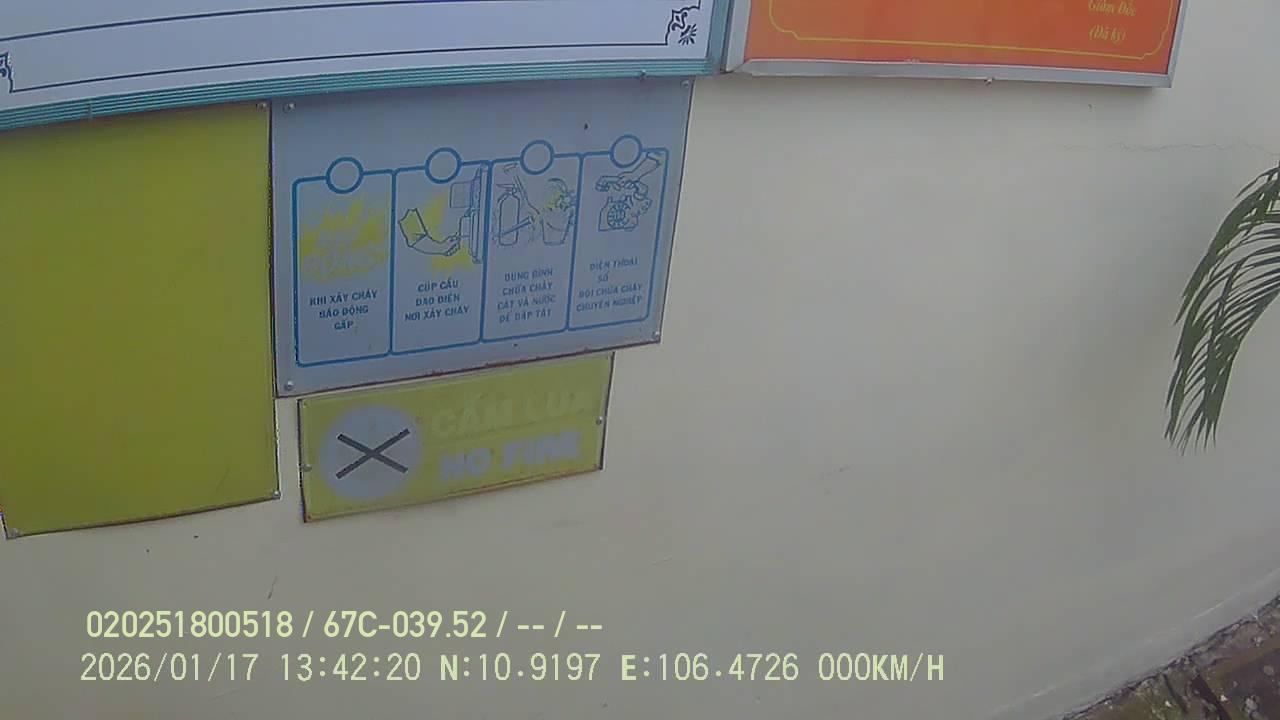 Giám Đốc
(Đã ký)
KHI XẢY CHÁY
BÁO ĐỘNG
GẤP
CÚP CẦU
DAO ĐIỆN
NƠI XẢY CHÁY
DÙNG BÌNH
CHỮA CHÁY
CÁT VÀ NƯỚC
ĐỂ DẬP TẮT
ĐIỆN THOẠI
SỐ
ĐỘI CHỮA CHÁY
CHUYÊN NGHIỆP
CẤM LỬA
NO FIRE
020251800518 / 67C-039.52 / -- / --
2026/01/17 13:42:20 N:10.9197 E:106.4726 000KM/H